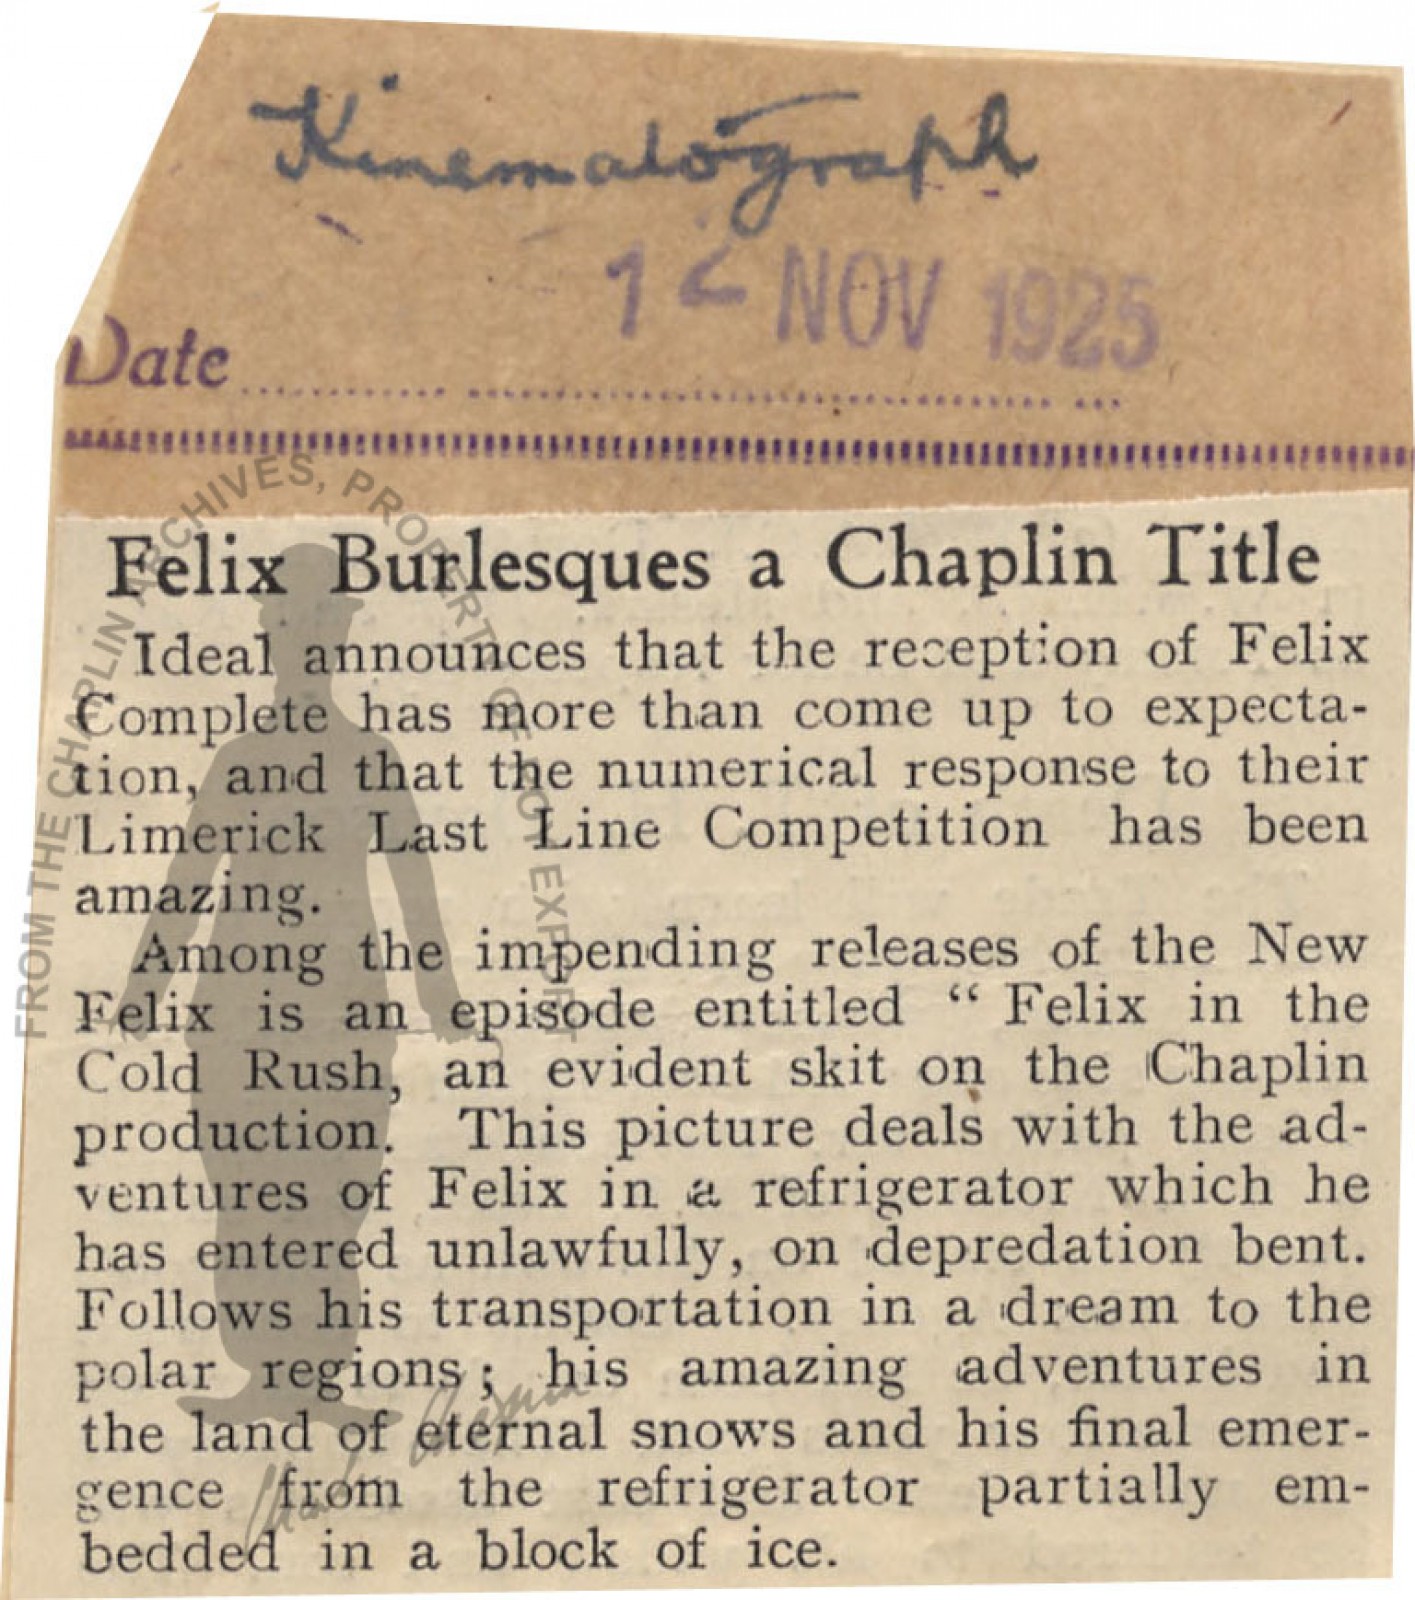 Kinematograph
12 NOV 1925
Date
Felix Burlesques a Chaplin Title
Ideal announces that the reception of Felix
Complete has more than come up to expecta-
tion, and that the numerical response to their
Limerick Last Line Competition has been
amazing.
Among the impending releases of the New
Felix is an episode entitled “ Felix in the
Cold Rush, an evident skit on the Chaplin
production. This picture deals with the ad-
ventures of Felix in a refrigerator which he
has entered unlawfully, on depredation bent.
Follows his transportation in a dream to the
polar regions ; his amazing adventures in
the land of eternal snows and his final emer-
gence from the refrigerator partially em-
bedded in a block of ice.
FROM THE CHAPLIN ARCHIVES, PROPERTY OF ROY EXPORT
Charles Chaplin